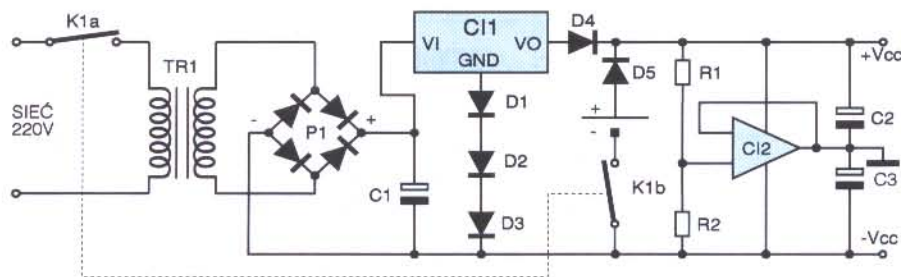 K1a
TR1
SIEĆ
220V
-
P1
+
C1
VI
CI1
VO
GND
D1
D2
D3
D4
D5
+
-
K1b
R1
R2
CI2
+Vcc
C2
C3
-Vcc